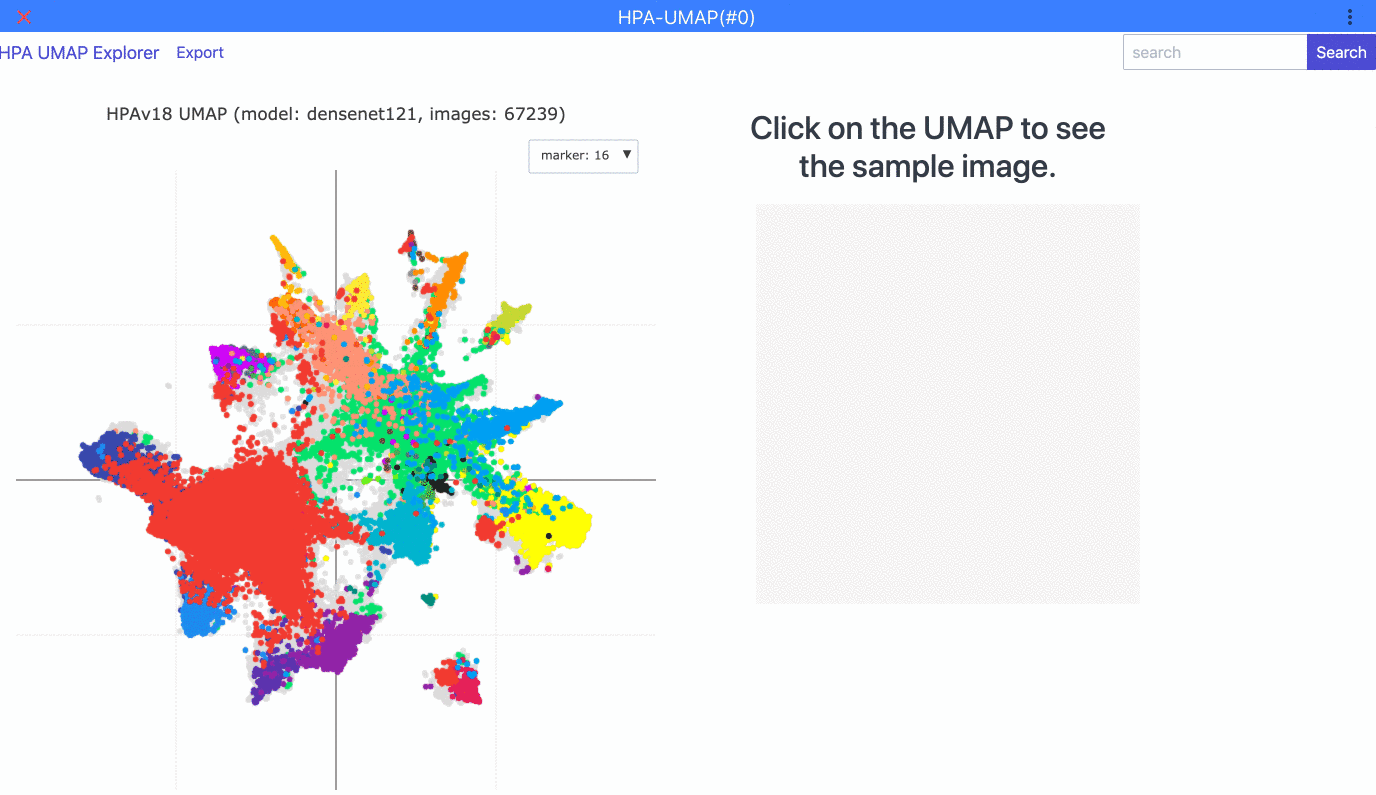 HPA-UMAP(#0)
HPA UMAP Explorer Export search Search
HPAv18 UMAP (model: densenet121, images: 67239)
marker: 16
Click on the UMAP to see
the sample image.